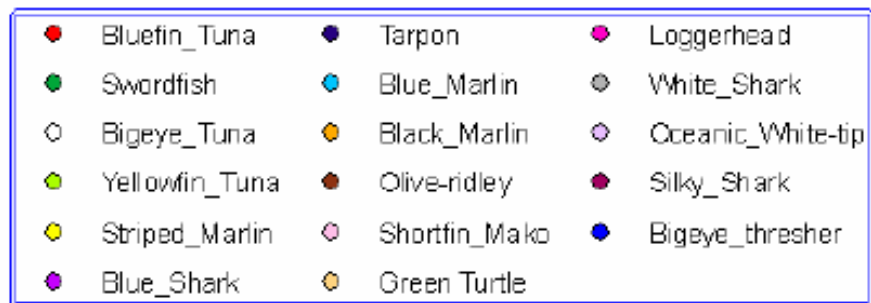 Bluefin_Tuna Tarpon Loggerhead
Swordfish Blue_Marlin White_Shark
Bigeye_Tuna Black_Marlin Oceanic_White-tip
Yellowfin_Tuna Olive-ridley Silky_Shark
Striped_Marlin Shortfin_Mako Bigeye_thresher
Blue_Shark Green Turtle